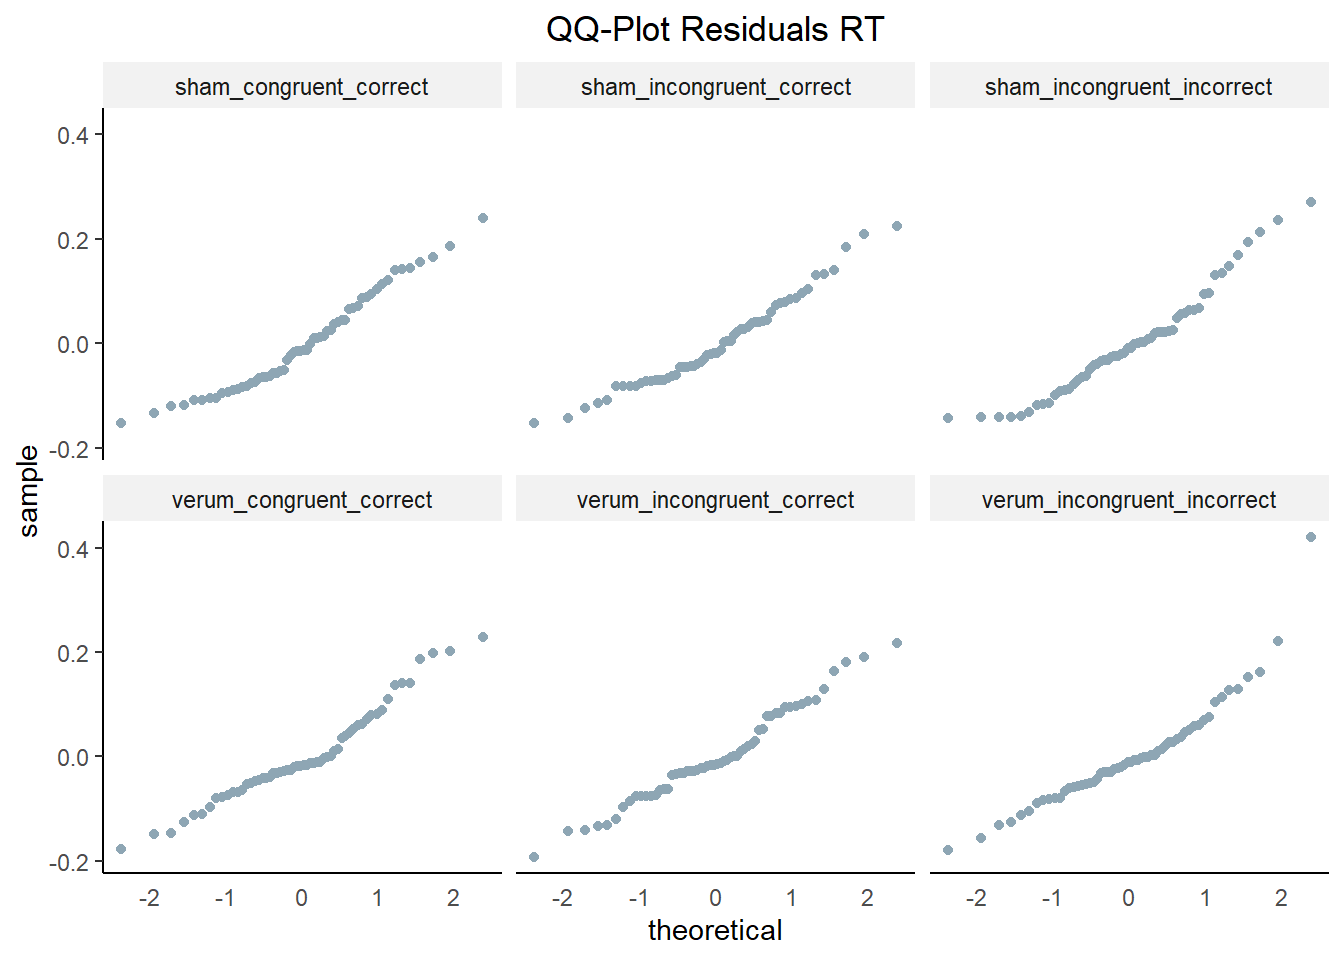 QQ-Plot Residuals RT
sham_congruent_correct
sham_incongruent_correct
sham_incongruent_incorrect
0.4
0.2
0.0
-0.2
verum_congruent_correct
verum_incongruent_correct
verum_incongruent_incorrect
0.4
0.2
0.0
-0.2
sample
-2 -1 0 1 2
-2 -1 0 1 2
-2 -1 0 1 2
theoretical